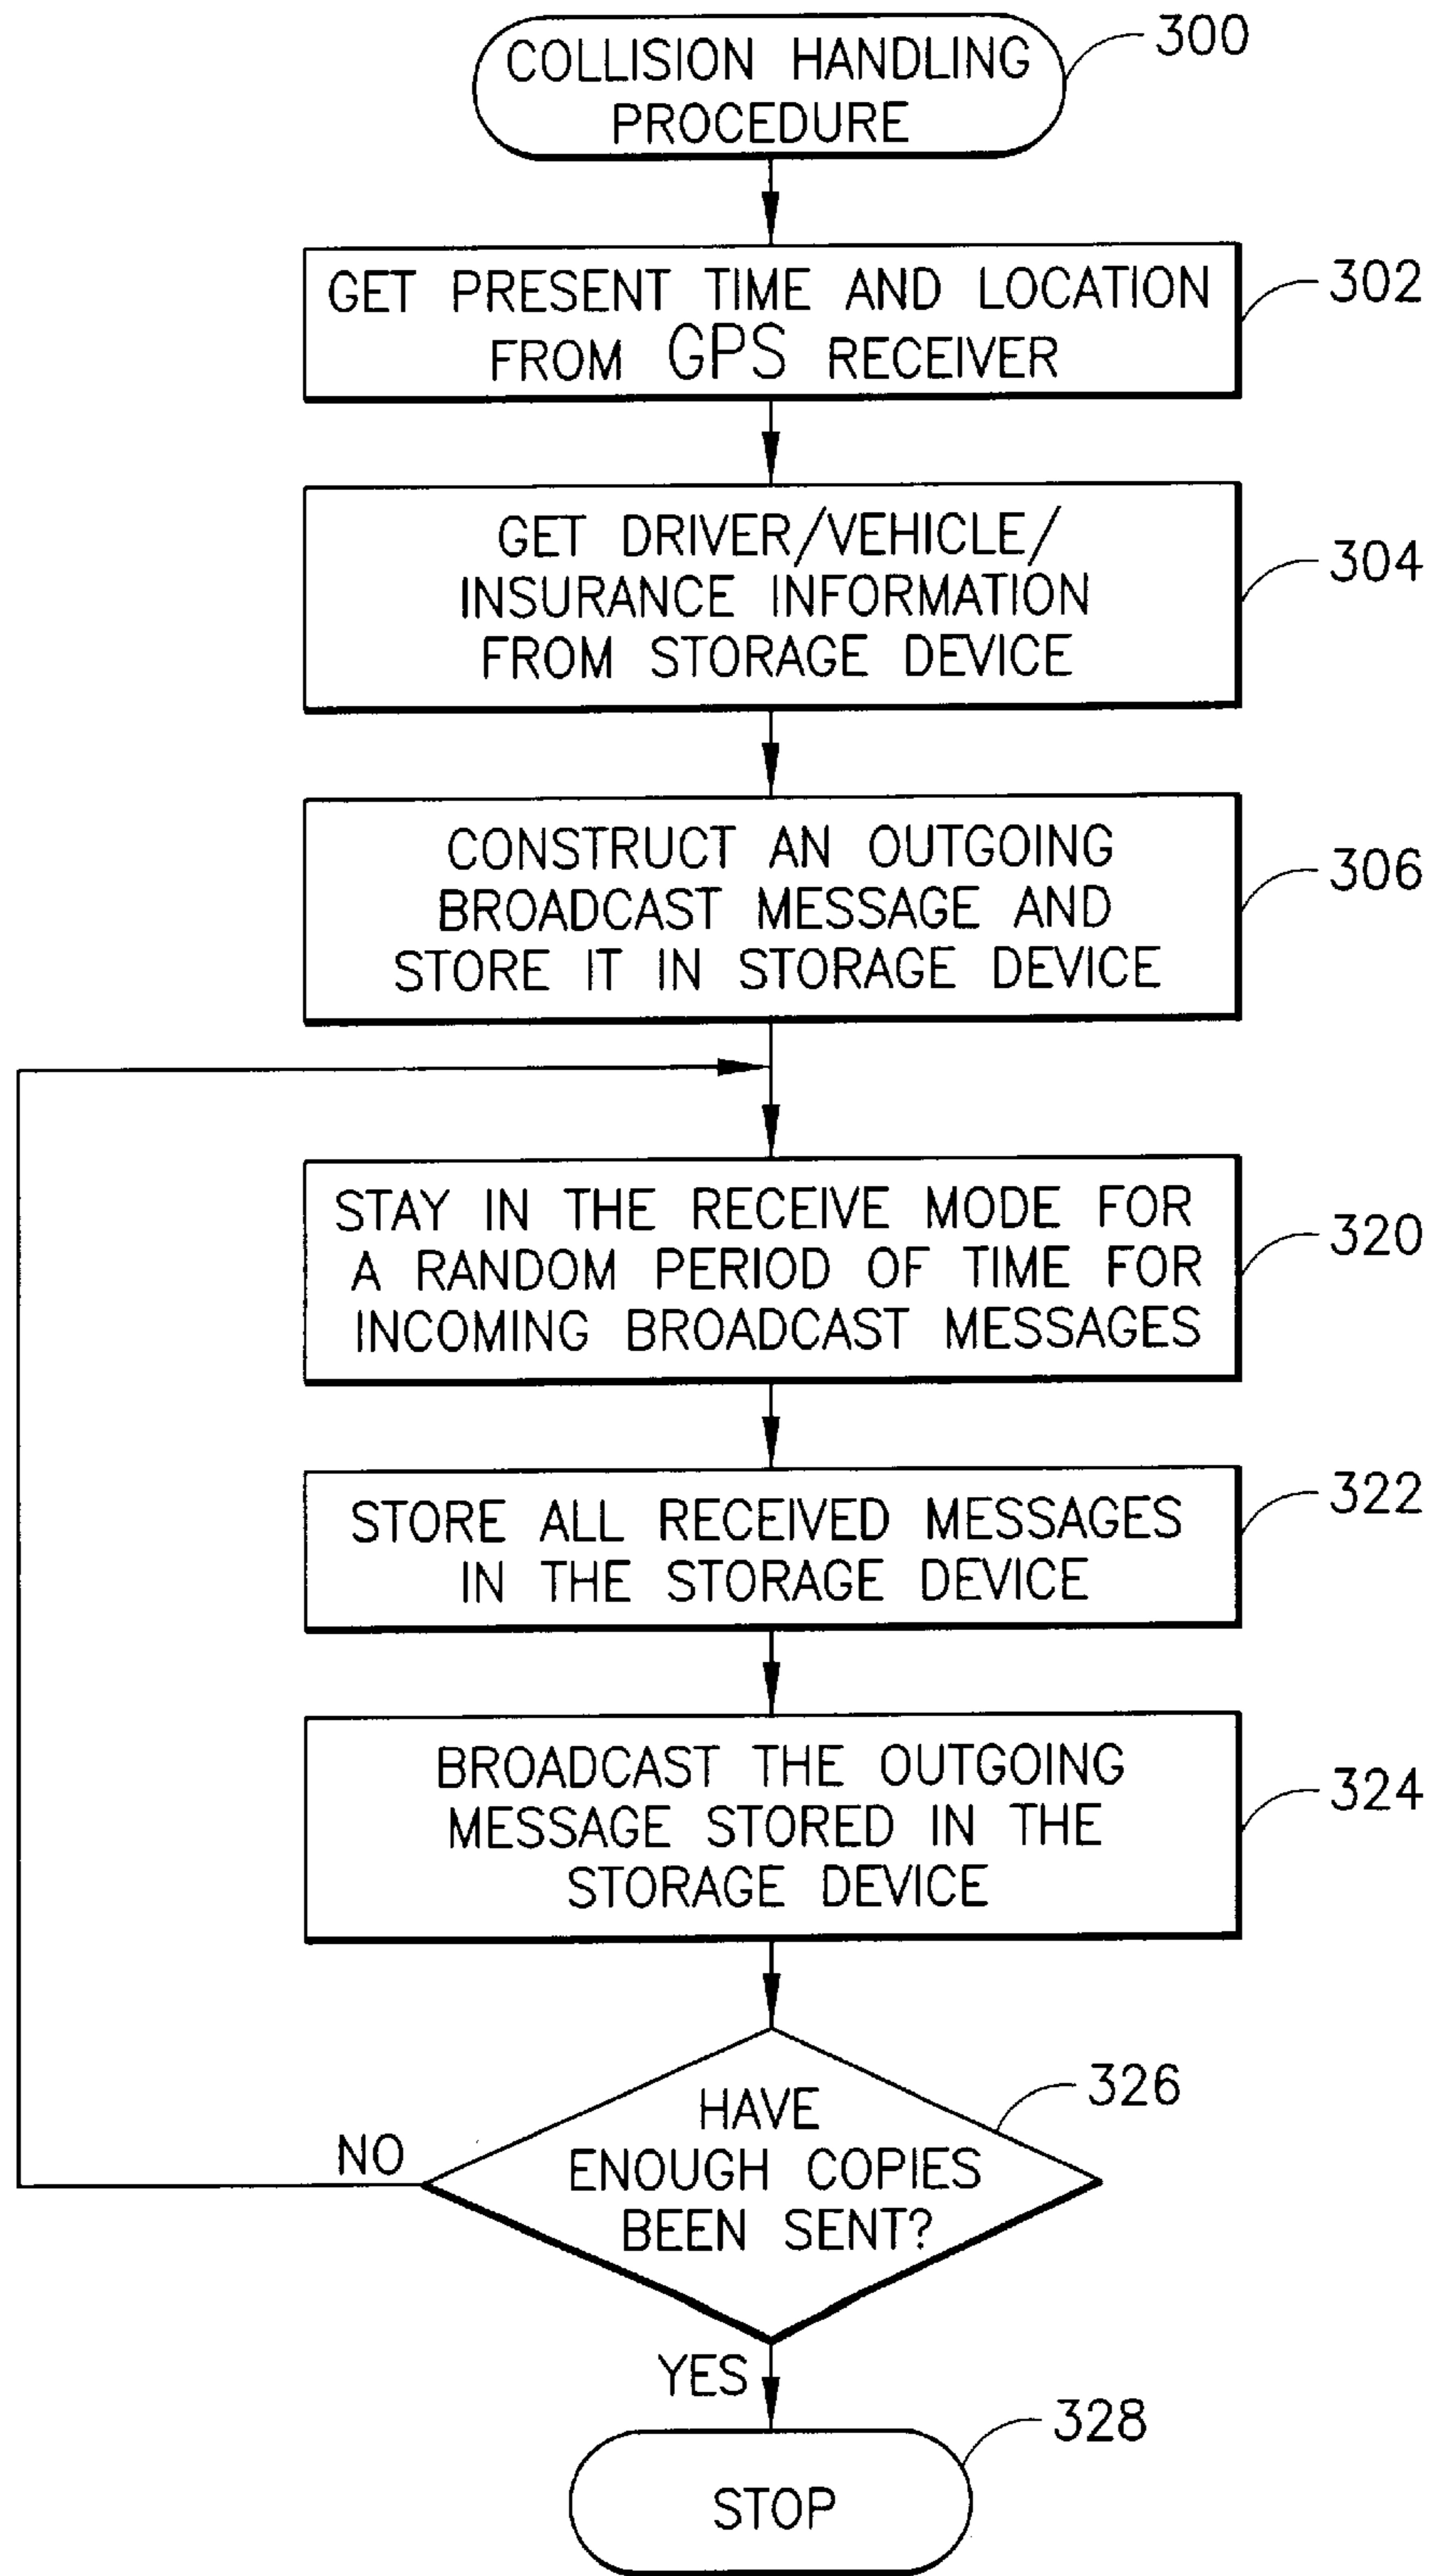 COLLISION HANDLING
PROCEDURE
300
GET PRESENT TIME AND LOCATION
FROM GPS RECEIVER
302
GET DRIVER/VEHICLE/
INSURANCE INFORMATION
FROM STORAGE DEVICE
304
CONSTRUCT AN OUTGOING
BROADCAST MESSAGE AND
STORE IT IN STORAGE DEVICE
306
STAY IN THE RECEIVE MODE FOR
A RANDOM PERIOD OF TIME FOR
INCOMING BROADCAST MESSAGES
320
STORE ALL RECEIVED MESSAGES
IN THE STORAGE DEVICE
322
BROADCAST THE OUTGOING
MESSAGE STORED IN THE
STORAGE DEVICE
324
HAVE
ENOUGH COPIES
BEEN SENT?
326
NO
YES
STOP
328